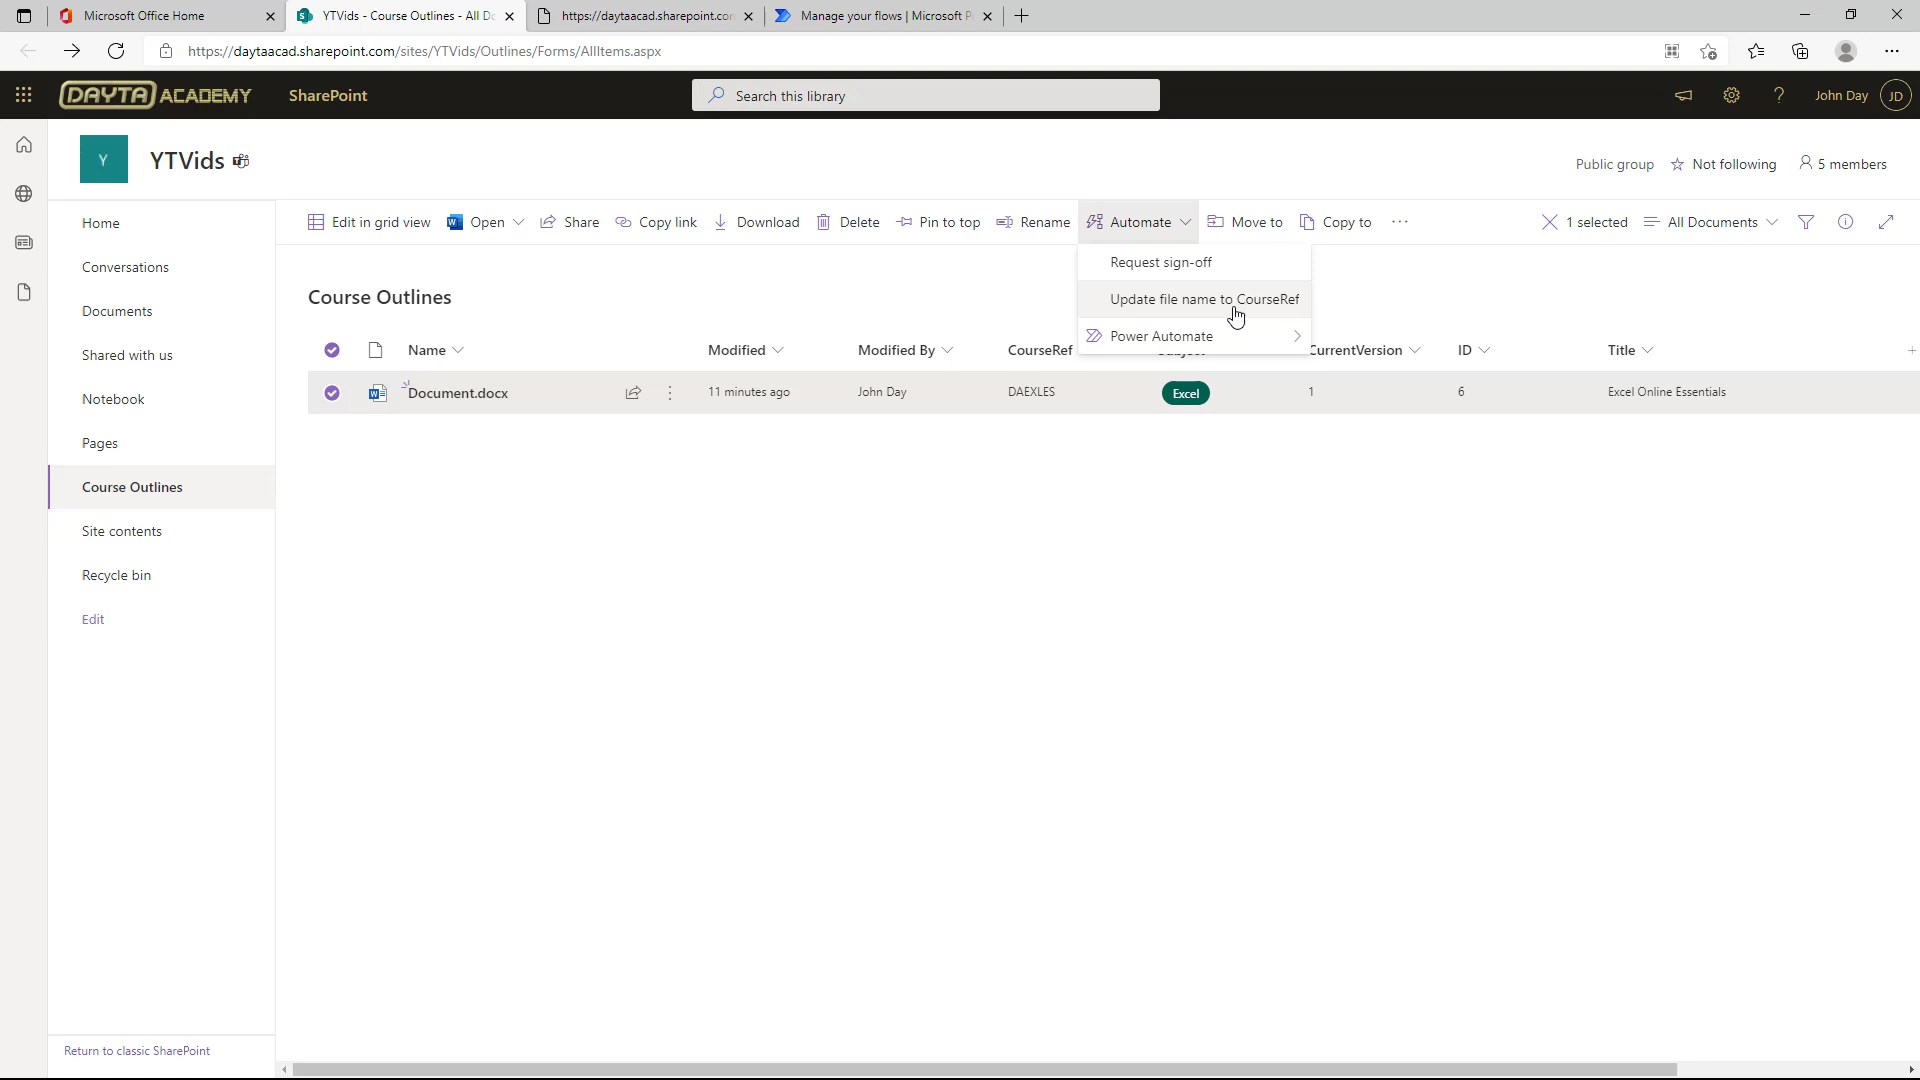 Microsoft Office Home
YTVids - Course Outlines - All Do
https://daytaacad.sharepoint.com
Manage your flows | Microsoft P
https://daytaacad.sharepoint.com/sites/YTVids/Outlines/Forms/AllItems.aspx
DAYTA ACADEMY
SharePoint
Search this library
John Day
JD
Y
YTVids
Public group
Not following
5 members
Home
Conversations
Documents
Shared with us
Notebook
Pages
Course Outlines
Site contents
Recycle bin
Edit
Return to classic SharePoint
Edit in grid view
Open
Share
Copy link
Download
Delete
Pin to top
Rename
Automate
Move to
Copy to
1 selected
All Documents
Request sign-off
Update file name to CourseRef
Power Automate
Course Outlines
Name
Modified
Modified By
CourseRef
CurrentVersion
ID
Title
Document.docx
11 minutes ago
John Day
DAEXLES
Excel
1
6
Excel Online Essentials